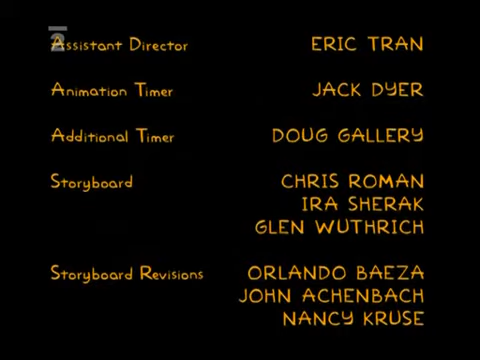 2
Assistant Director ERIC TRAN
Animation Timer JACK DYER
Additional Timer DOUG GALLERY
Storyboard CHRIS ROMAN
IRA SHERAK
GLEN WUTHRICH
Storyboard Revisions ORLANDO BAEZA
JOHN ACHENBACH
NANCY KRUSE